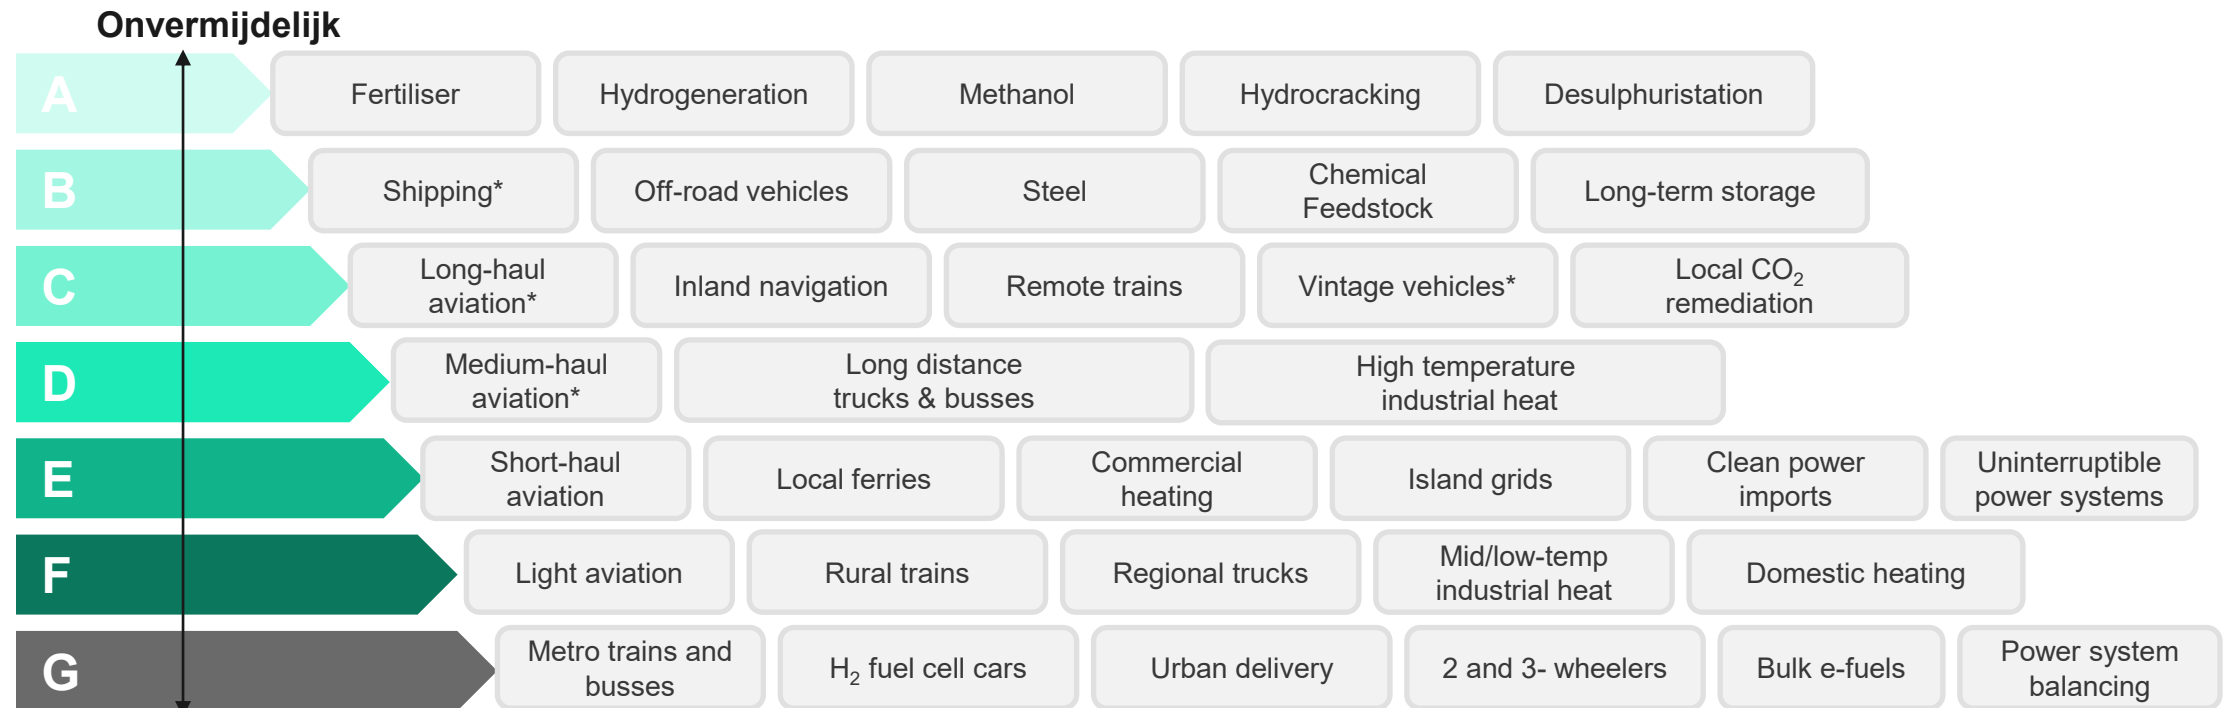 Onvermijdelijk
A
Fertiliser
Hydrogeneration
Methanol
Hydrocracking
Desulphuristation
B
Shipping*
Off-road vehicles
Steel
Chemical
Feedstock
Long-term storage
C
Long-haul
aviation*
Inland navigation
Remote trains
Vintage vehicles*
Local CO₂
remediation
D
Medium-haul
aviation*
Long distance
trucks & busses
High temperature
industrial heat
E
Short-haul
aviation
Local ferries
Commercial
heating
Island grids
Clean power
imports
Uninterruptible
power systems
F
Light aviation
Rural trains
Regional trucks
Mid/low-temp
industrial heat
Domestic heating
G
Metro trains and
busses
H₂ fuel cell cars
Urban delivery
2 and 3- wheelers
Bulk e-fuels
Power system
balancing